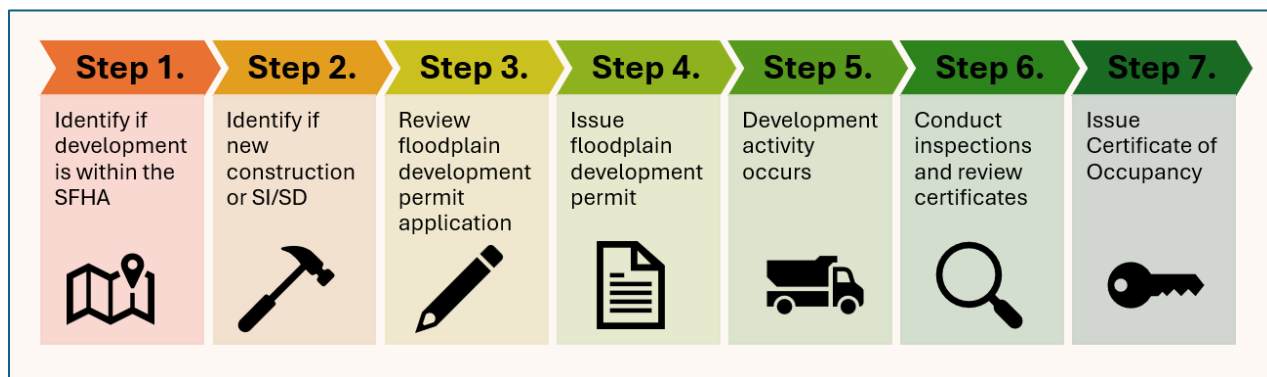 Step 1.
Identify if
development
is within the
SFHA
Step 2.
Identify if
new
construction
or SI/SD
Step 3.
Review
floodplain
development
permit
application
Step 4.
Issue
floodplain
development
permit
Step 5.
Development
activity
occurs
Step 6.
Conduct
inspections
and review
certificates
Step 7.
Issue
Certificate of
Occupancy